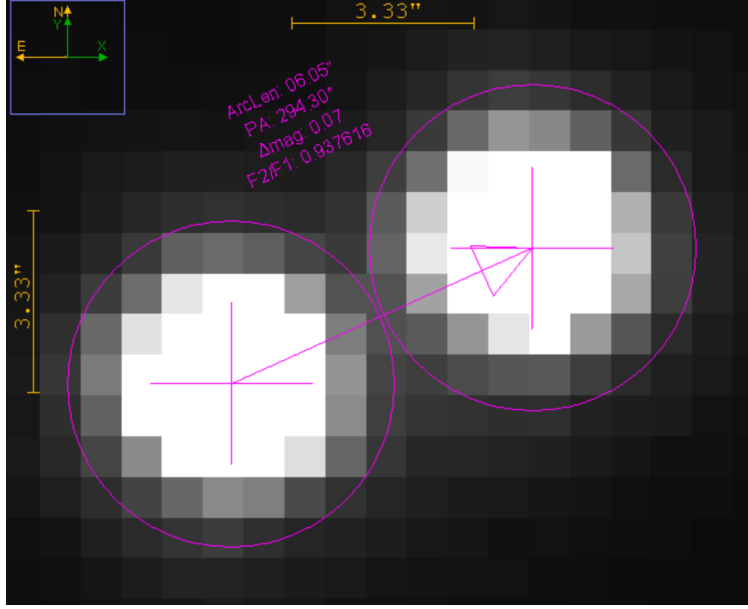 3.33"
N
Y
E
X
ArcLen: 06.05"
PA: 294.30°
Δmag: 0.07
F2/F1: 0.937616
3.33"